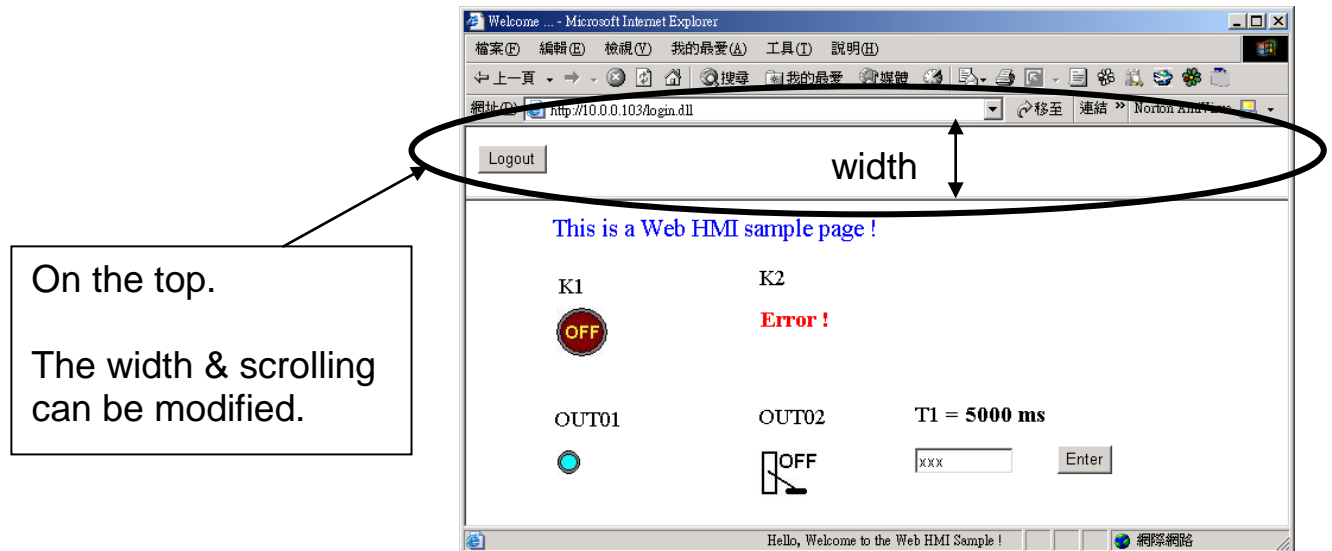 Welcome ... - Microsoft Internet Explorer
檔案(F) 編輯(E) 檢視(V) 我的最愛(A) 工具(T) 說明(H)
上一頁 搜尋 我的最愛 媒體
網址(D) http://10.0.0.103/login.dll 移至 連結 » Norton AntiVirus
Logout
width
This is a Web HMI sample page !
On the top.
The width & scrolling
can be modified.
K1 K2
OFF Error !
OUT01 OUT02 T1 = 5000 ms
OFF xxx Enter
Hello, Welcome to the Web HMI Sample ! 網際網路